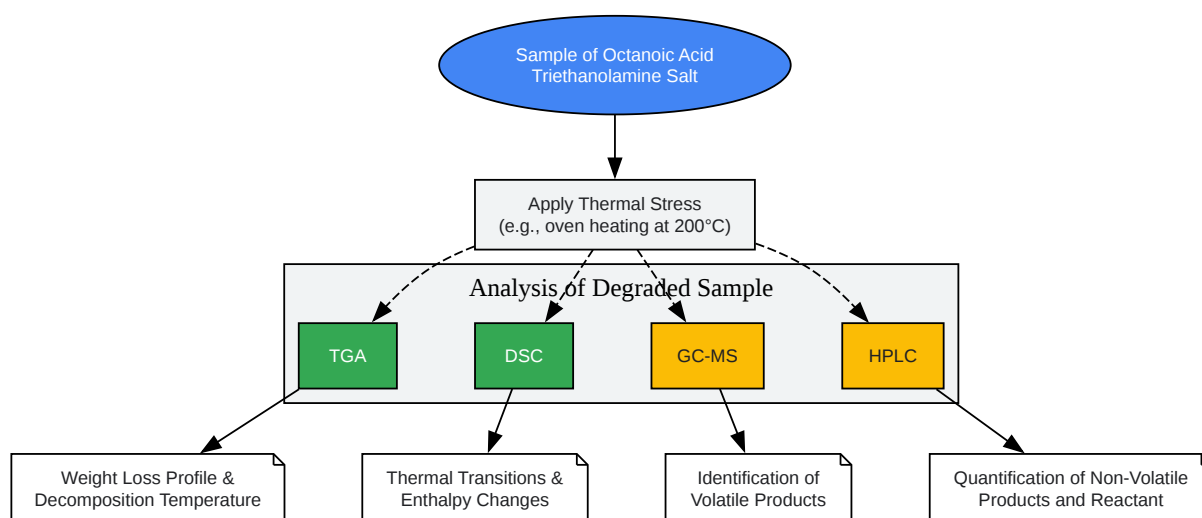 Sample of Octanoic Acid
Triethanolamine Salt
Apply Thermal Stress
(e.g., oven heating at 200°C)
Analysis of Degraded Sample
TGA
DSC
GC-MS
HPLC
Weight Loss Profile &
Decomposition Temperature
Thermal Transitions &
Enthalpy Changes
Identification of
Volatile Products
Quantification of Non-Volatile
Products and Reactant